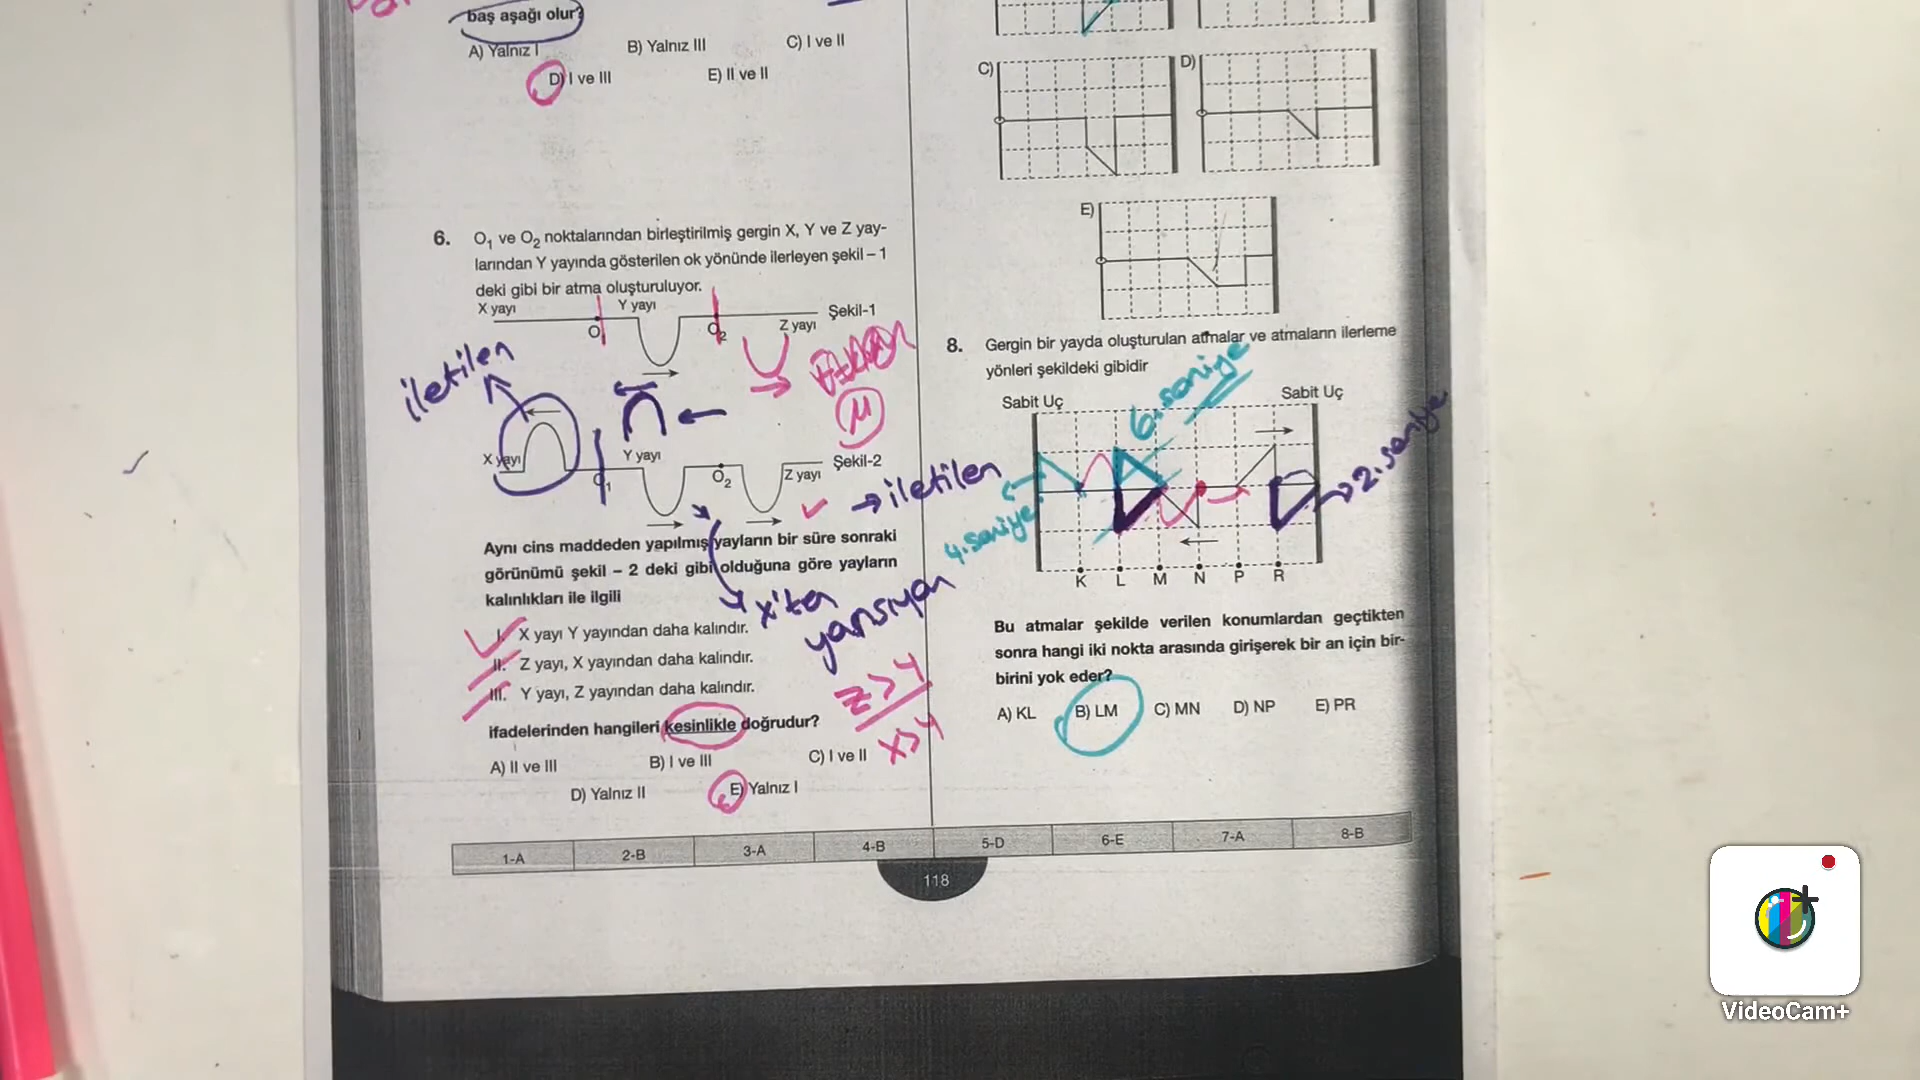 baş aşağı olur?
A) Yalnız I B) Yalnız III C) I ve II
D) I ve III E) II ve II
6. O1 ve O2 noktalarından birleştirilmiş gergin X, Y ve Z yay-
larından Y yayında gösterilen ok yönünde ilerleyen şekil – 1
deki gibi bir atma oluşturuluyor.
X yayı Y yayı Şekil-1
O O2 Z yayı
iletilen
X yayı Y yayı O2 Z yayı Şekil-2
→ iletilen
Aynı cins maddeden yapılmış yayların bir süre sonraki
görünümü şekil – 2 deki gibi olduğuna göre yayların
kalınlıkları ile ilgili
x'ten
yansıyan
I. X yayı Y yayından daha kalındır.
II. Z yayı, X yayından daha kalındır.
III. Y yayı, Z yayından daha kalındır.
Z > Y
X > Y
ifadelerinden hangileri kesinlikle doğrudur?
A) II ve III B) I ve III C) I ve II
D) Yalnız II E) Yalnız I
C) D)
E)
8. Gergin bir yayda oluşturulan atmalar ve atmaların ilerleme
yönleri şekildeki gibidir
6. saniye
Sabit Uç Sabit Uç
2. saniye
4. saniye
K L M N P R
Bu atmalar şekilde verilen konumlardan geçtikten
sonra hangi iki nokta arasında girişerek bir an için bir-
birini yok eder?
A) KL B) LM C) MN D) NP E) PR
1-A 2-B 3-A 4-B 5-D 6-E 7-A 8-B
118
VideoCam+